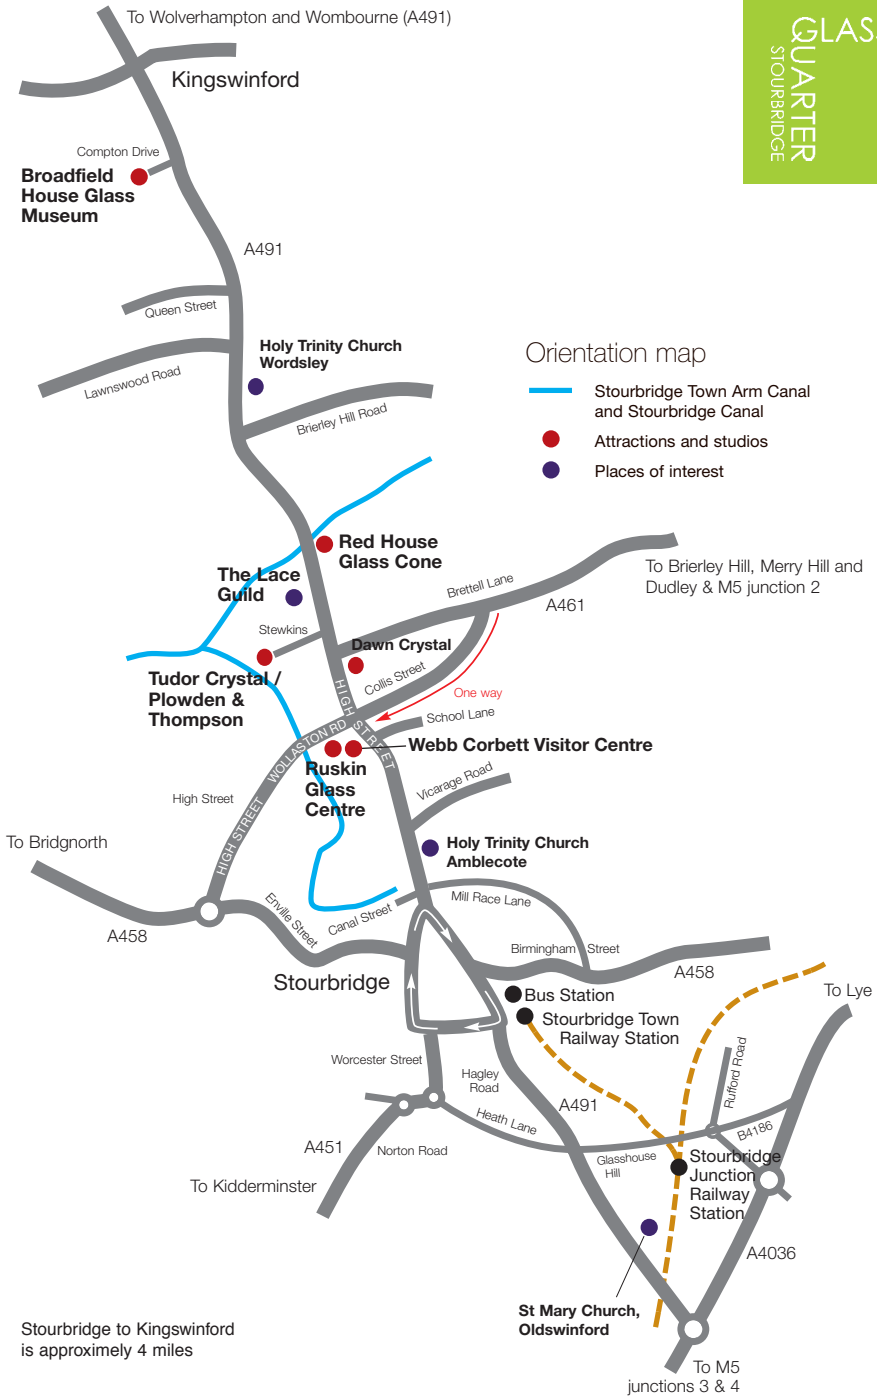 To Wolverhampton and Wombourne (A491)
GLASS
QUARTER
STOURBRIDGE
Kingswinford
Compton Drive
Broadfield
House Glass
Museum
A491
Queen Street
Holy Trinity Church
Wordsley
Lawnswood Road
Brierley Hill Road
Orientation map
Stourbridge Town Arm Canal
and Stourbridge Canal
Attractions and studios
Places of interest
Red House
Glass Cone
The Lace
Guild
To Brierley Hill, Merry Hill and
Dudley & M5 junction 2
Brettell Lane
A461
Stewkins
Dawn Crystal
Tudor Crystal /
Plowden &
Thompson
Collis Street
One way
HIGH STREET
School Lane
WOLLASTON RD
Webb Corbett Visitor Centre
Ruskin
Glass
Centre
Vicarage Road
High Street
HIGH STREET
To Bridgnorth
Holy Trinity Church
Amblecote
Mill Race Lane
Enville Street
Canal Street
A458
Birmingham Street
A458
Stourbridge
Bus Station
To Lye
Stourbridge Town
Railway Station
Worcester Street
Hagley
Road
Rufford Road
A491
Heath Lane
B4186
A451
Norton Road
Glasshouse
Hill
Stourbridge
Junction
Railway
Station
To Kidderminster
A4036
St Mary Church,
Oldswinford
Stourbridge to Kingswinford
is approximely 4 miles
To M5
junctions 3 & 4